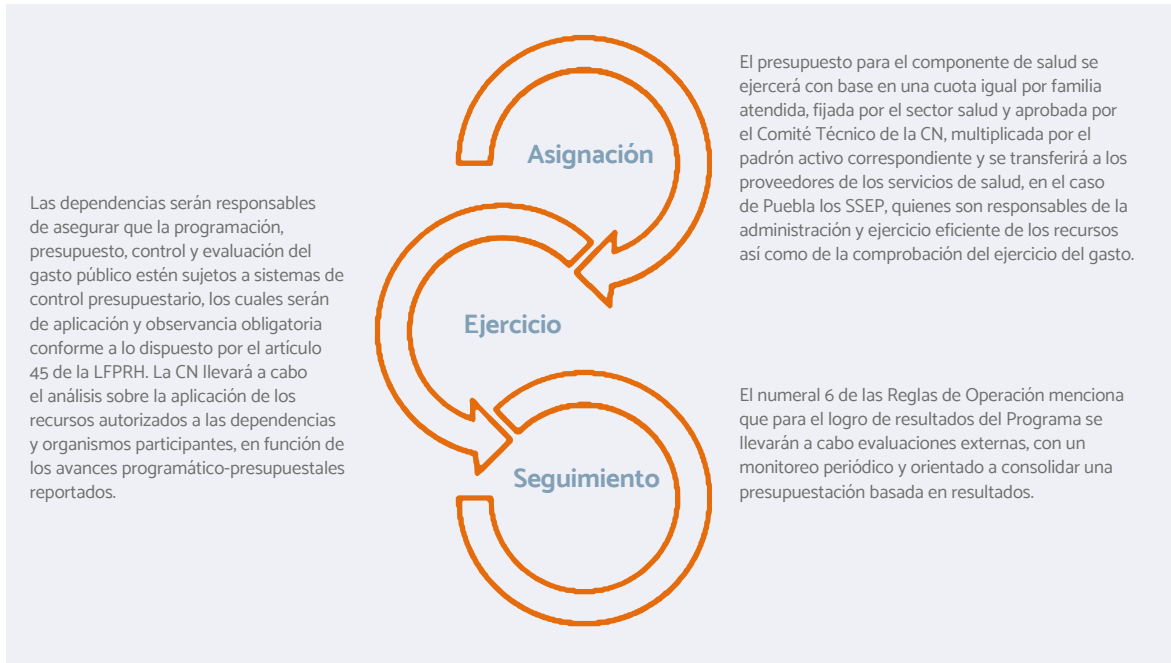 Asignación
El presupuesto para el componente de salud se
ejercerá con base en una cuota igual por familia
atendida, fijada por el sector salud y aprobada por
el Comité Técnico de la CN, multiplicada por el
padrón activo correspondiente y se transferirá a los
proveedores de los servicios de salud, en el caso
de Puebla los SSEP, quienes son responsables de la
administración y ejercicio eficiente de los recursos
así como de la comprobación del ejercicio del gasto.
Ejercicio
Las dependencias serán responsables
de asegurar que la programación,
presupuesto, control y evaluación del
gasto público estén sujetos a sistemas de
control presupuestario, los cuales serán
de aplicación y observancia obligatoria
conforme a lo dispuesto por el artículo
45 de la LFPRH. La CN llevará a cabo
el análisis sobre la aplicación de los
recursos autorizados a las dependencias
y organismos participantes, en función de
los avances programático-presupuestales
reportados.
Seguimiento
El numeral 6 de las Reglas de Operación menciona
que para el logro de resultados del Programa se
llevarán a cabo evaluaciones externas, con un
monitoreo periódico y orientado a consolidar una
presupuestación basada en resultados.